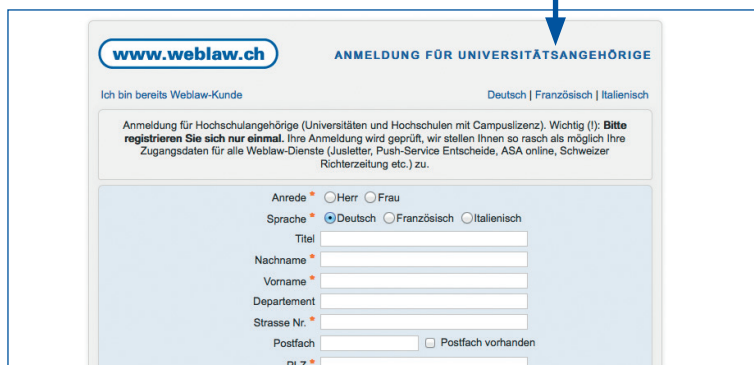 www.weblaw.ch
ANMELDUNG FÜR UNIVERSITÄTSANGEHÖRIGE
Ich bin bereits Weblaw-Kunde
Deutsch | Französisch | Italienisch
Anmeldung für Hochschulangehörige (Universitäten und Hochschulen mit Campuslizenz). Wichtig (!): Bitte
registrieren Sie sich nur einmal. Ihre Anmeldung wird geprüft, wir stellen Ihnen so rasch als möglich Ihre
Zugangsdaten für alle Weblaw-Dienste (Jusletter, Push-Service Entscheide, ASA online, Schweizer
Richterzeitung etc.) zu.
Anrede * Herr Frau
Sprache * Deutsch Französisch Italienisch
Titel
Nachname *
Vorname *
Departement
Strasse Nr. *
Postfach Postfach vorhanden
PLZ *